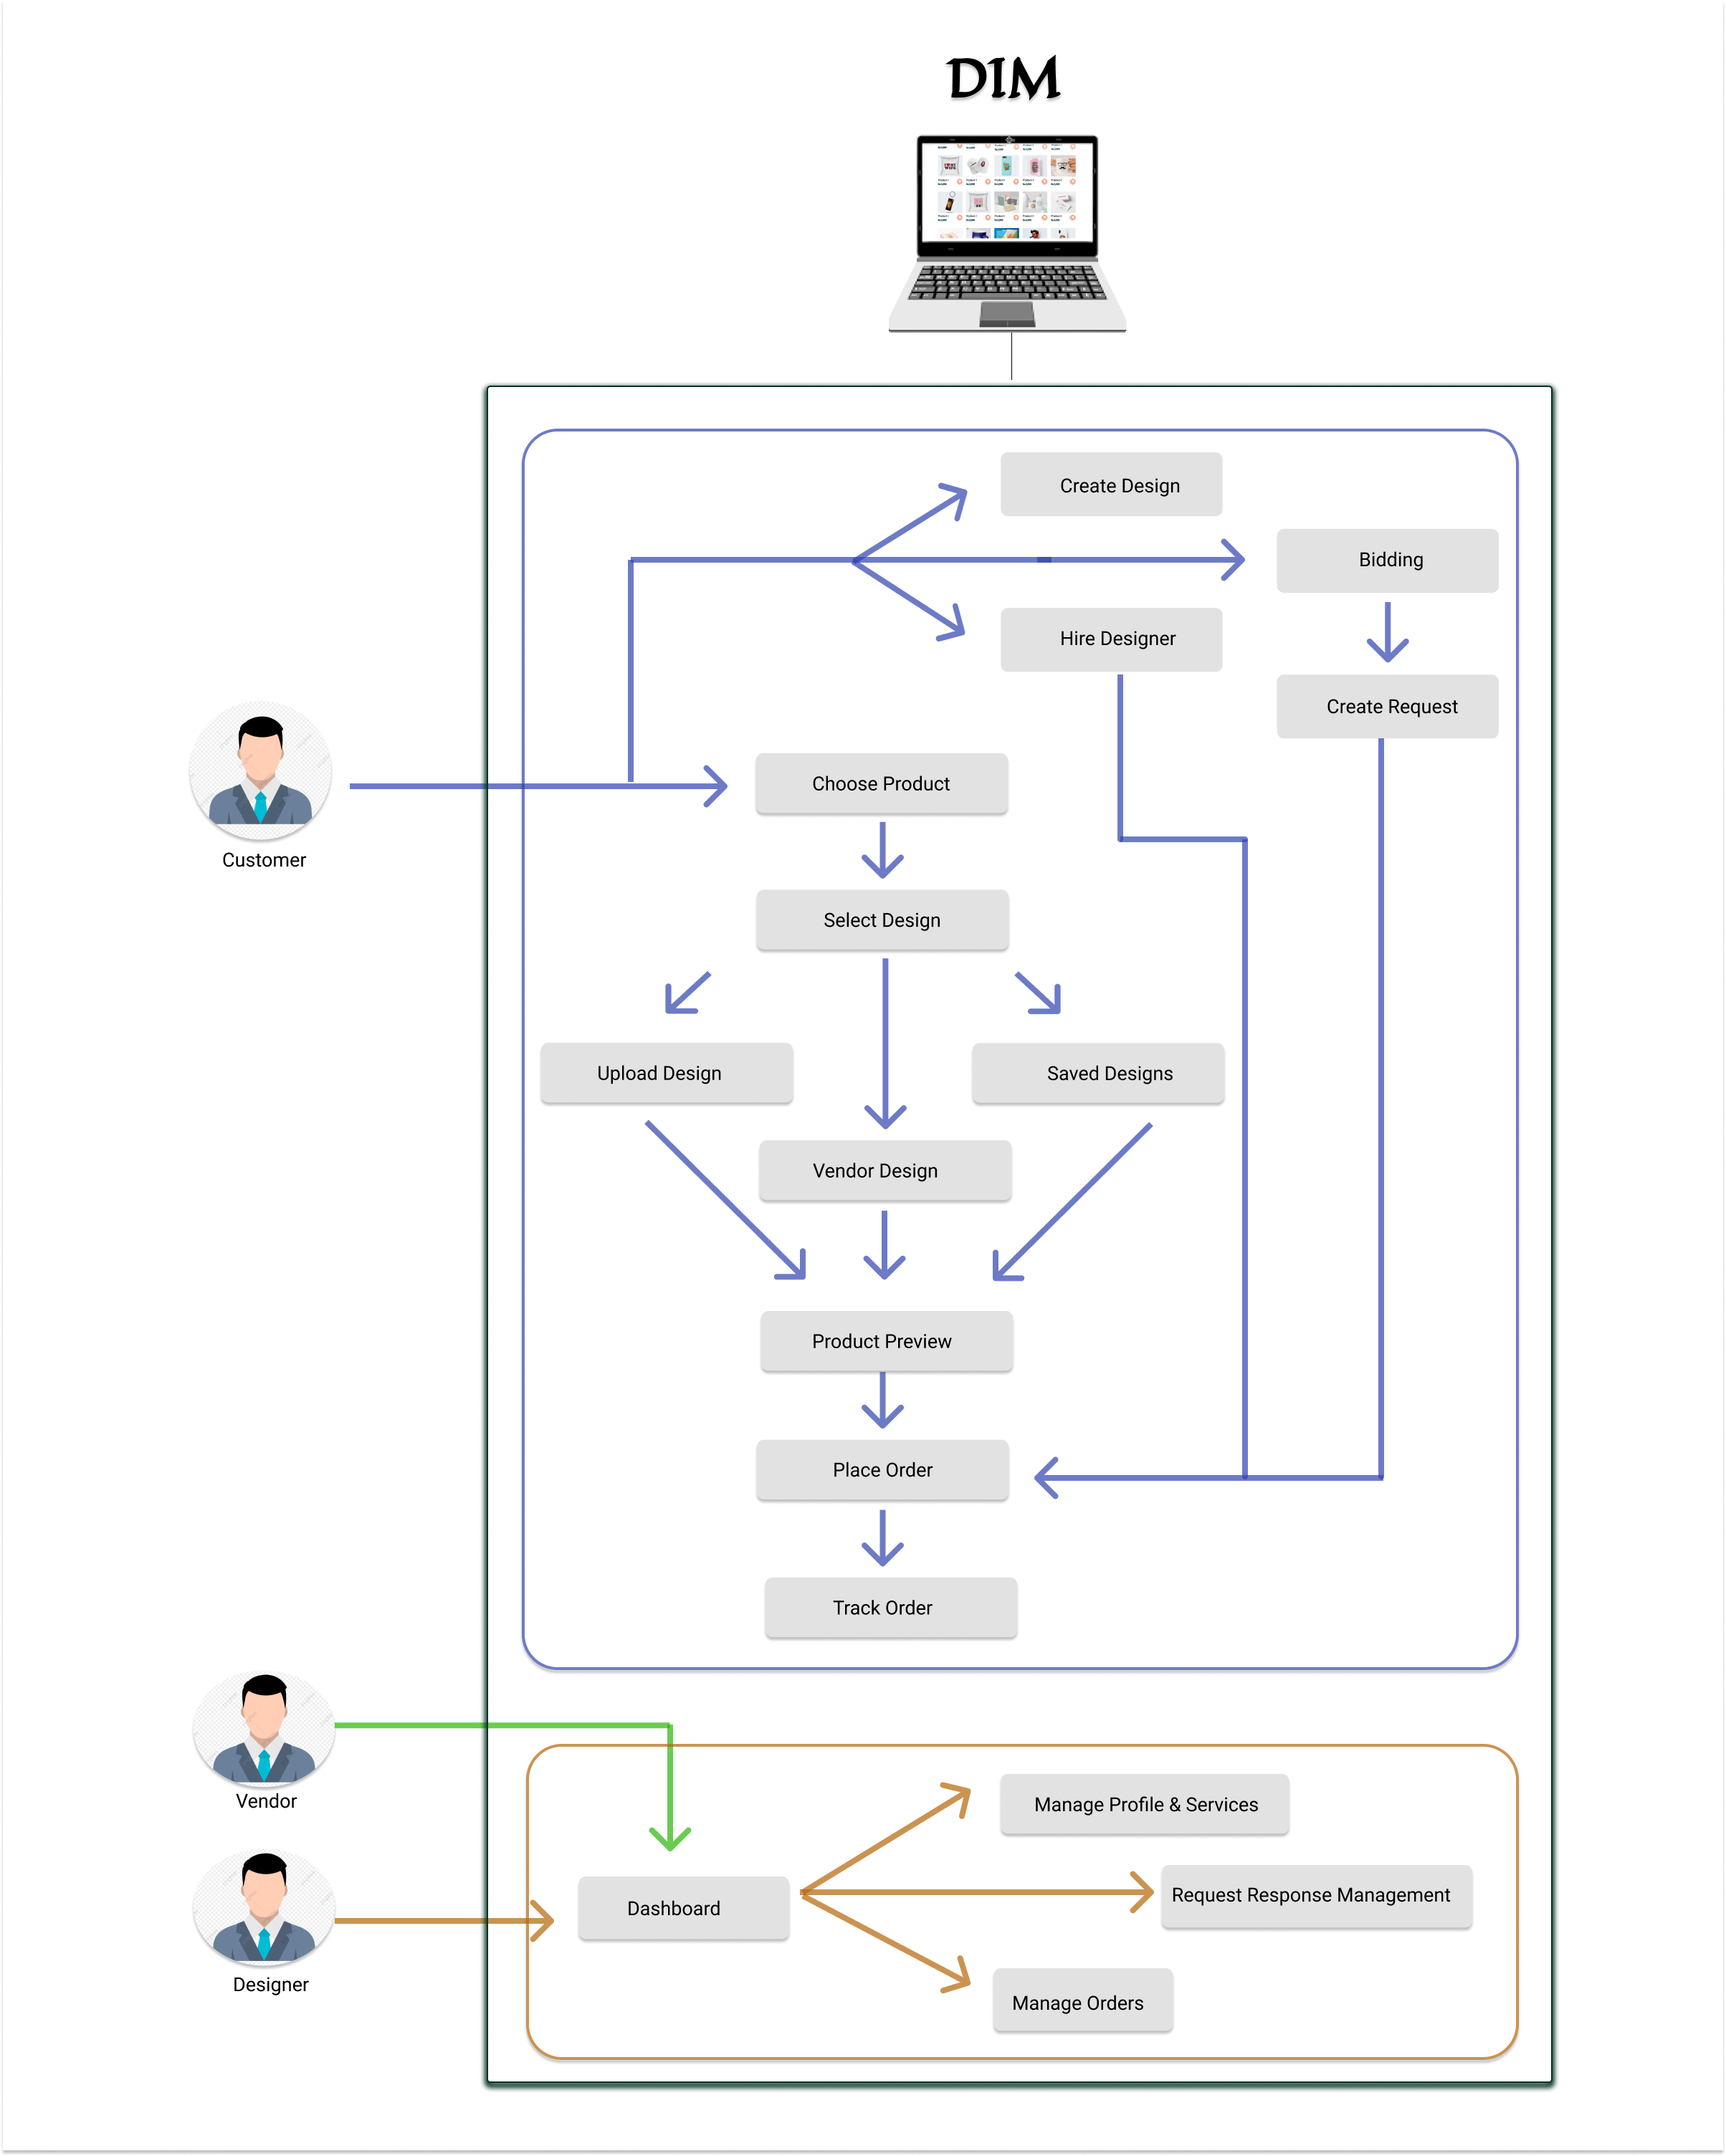 DIM
Create Design
Bidding
Hire Designer
Create Request
Choose Product
Customer
Select Design
Upload Design
Saved Designs
Vendor Design
Product Preview
Place Order
Track Order
Vendor
Manage Profile & Services
Request Response Management
Dashboard
Designer
Manage Orders